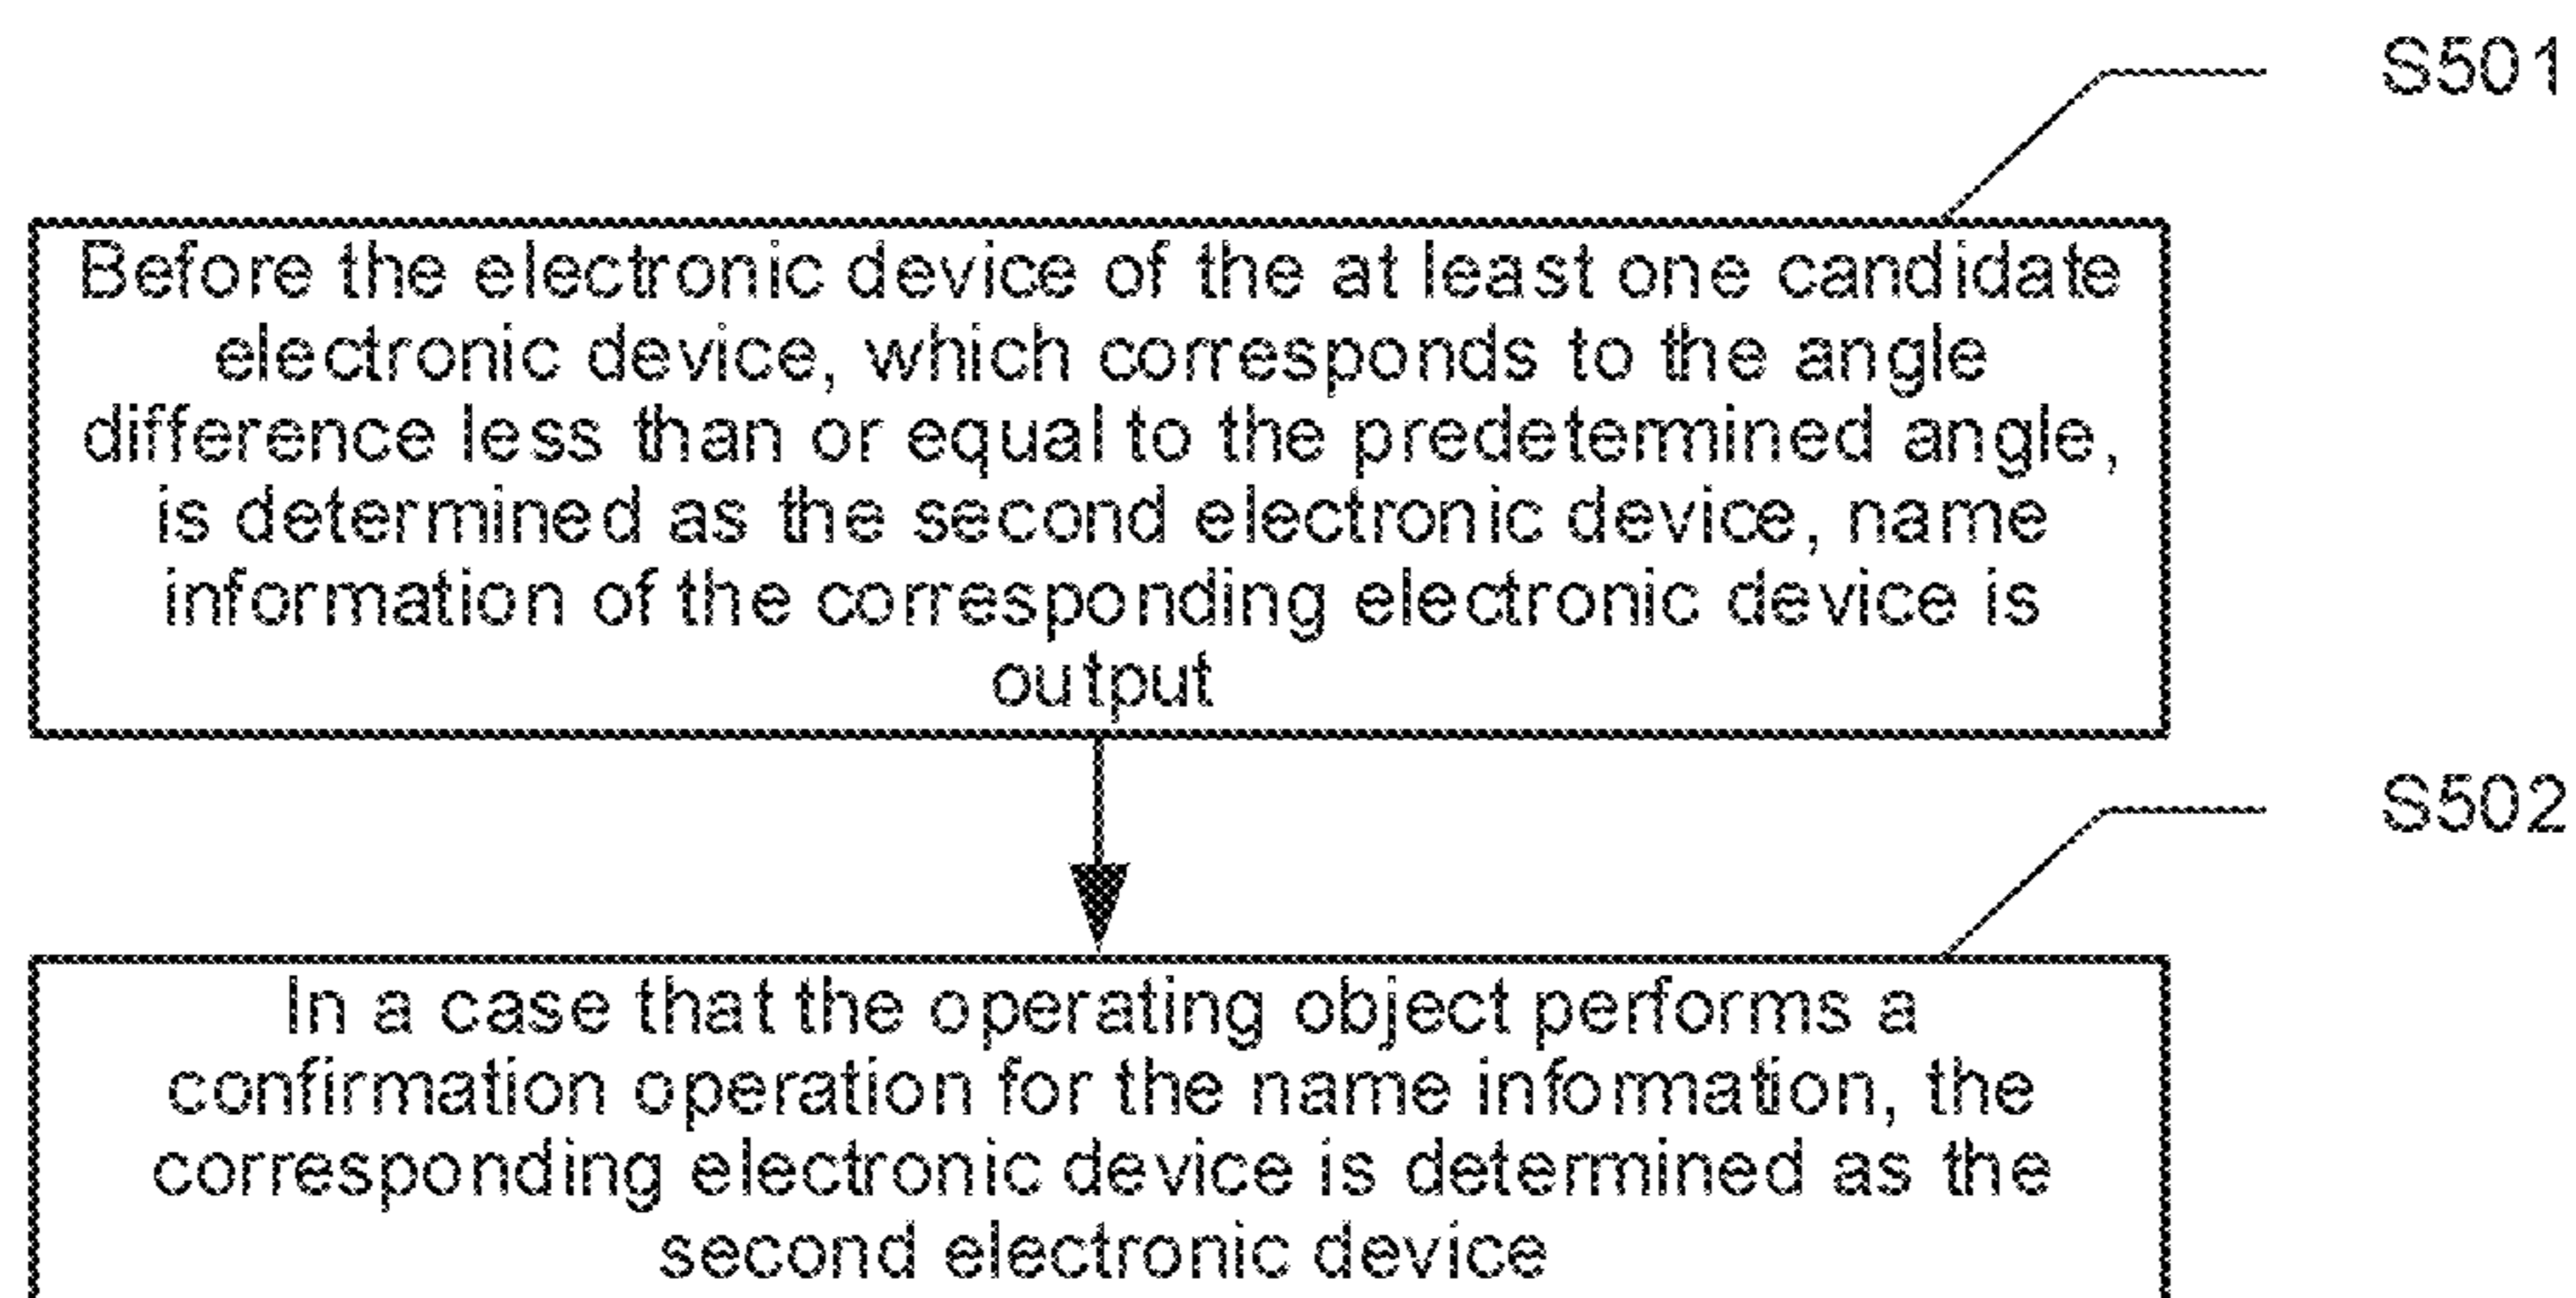 S501
Before the electronic device of the at least one candidate
electronic device, which corresponds to the angle
difference less than or equal to the predetermined angle,
is determined as the second electronic device, name
information of the corresponding electronic device is
output
S502
In a case that the operating object performs a
confirmation operation for the name information, the
corresponding electronic device is determined as the
second electronic device